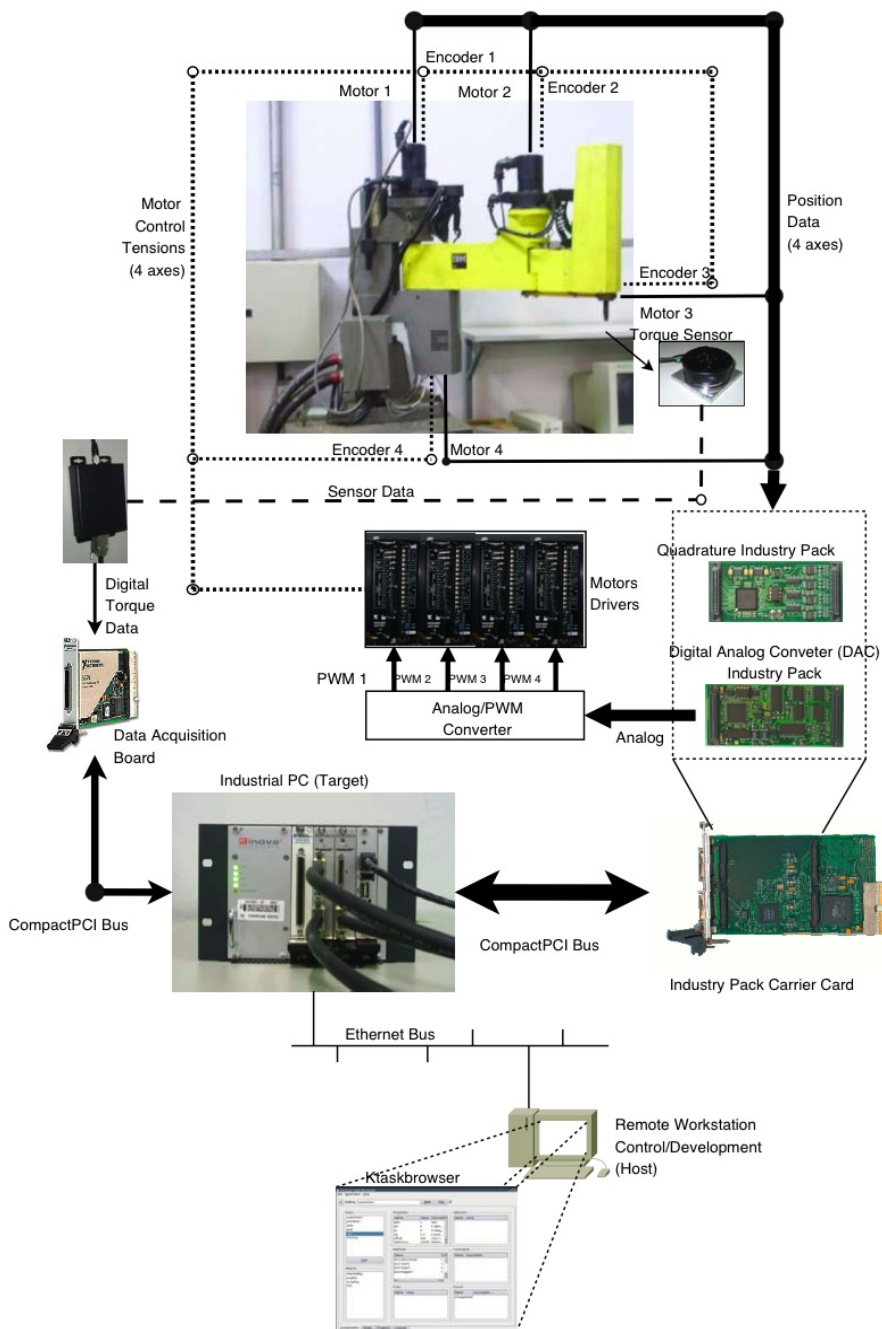 Encoder 1
Motor 1
Motor 2
Encoder 2
Motor
Control
Tensions
(4 axes)
Position
Data
(4 axes)
IBM
Encoder 3
Motor 3
Torque Sensor
Encoder 4
Motor 4
Sensor Data
Quadrature Industry Pack
Digital
Torque
Data
Motors
Drivers
Digital Analog Conveter (DAC)
Industry Pack
PWM 1
PWM 2
PWM 3
PWM 4
Analog/PWM
Converter
Analog
Data Acquisition
Board
Industrial PC (Target)
inova
CompactPCI Bus
CompactPCI Bus
Industry Pack Carrier Card
Ethernet Bus
Remote Workstation
Control/Development
(Host)
Ktaskbrowser